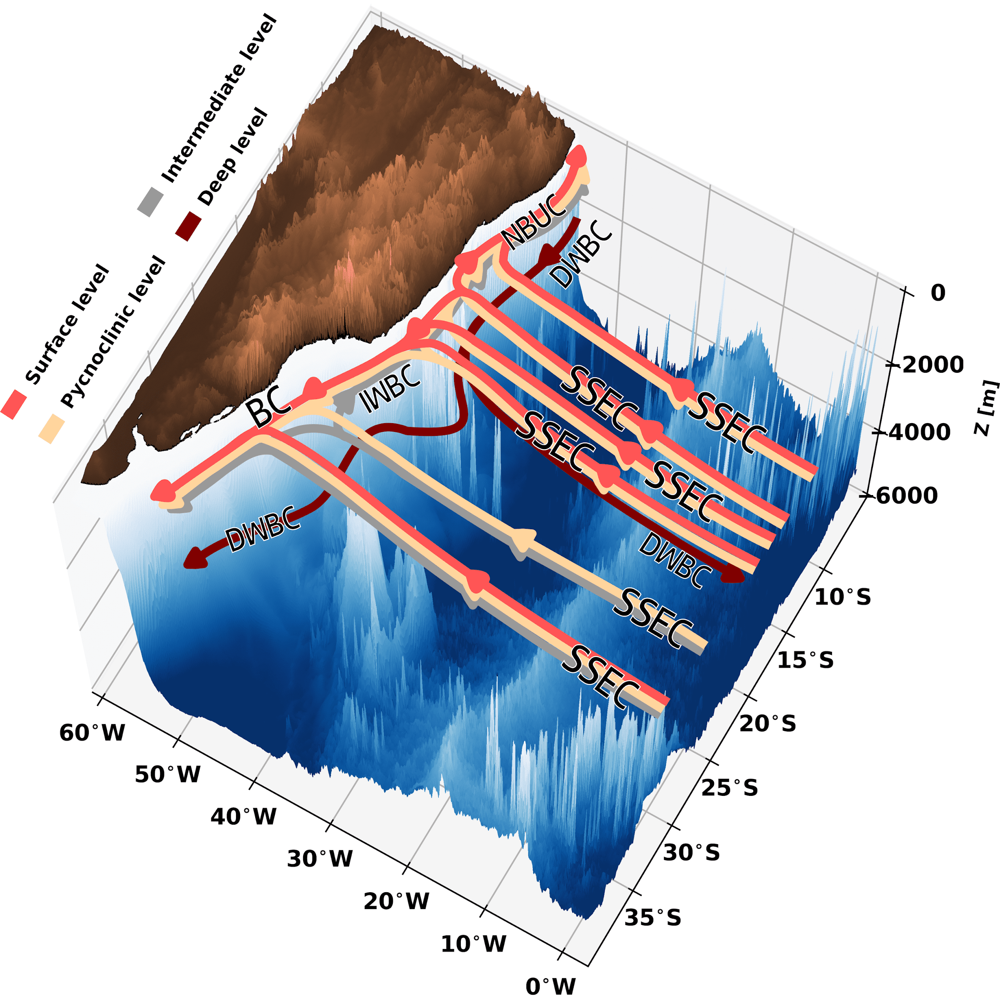 Intermediate level
Deep level
Surface level
Pycnoclinic level
NBUC
DWBC
BC
IWBC
SSEC
SSEC
SSEC
SSEC
DWBC
DWBC
SSEC
SSEC
0
2000
4000
6000
Z [m]
10°S
15°S
20°S
25°S
30°S
35°S
60°W
50°W
40°W
30°W
20°W
10°W
0°W